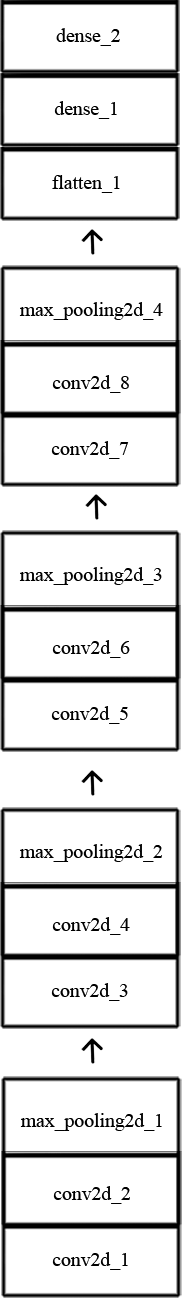 dense_2
dense_1
flatten_1
max_pooling2d_4
conv2d_8
conv2d_7
max_pooling2d_3
conv2d_6
conv2d_5
max_pooling2d_2
conv2d_4
conv2d_3
max_pooling2d_1
conv2d_2
conv2d_1